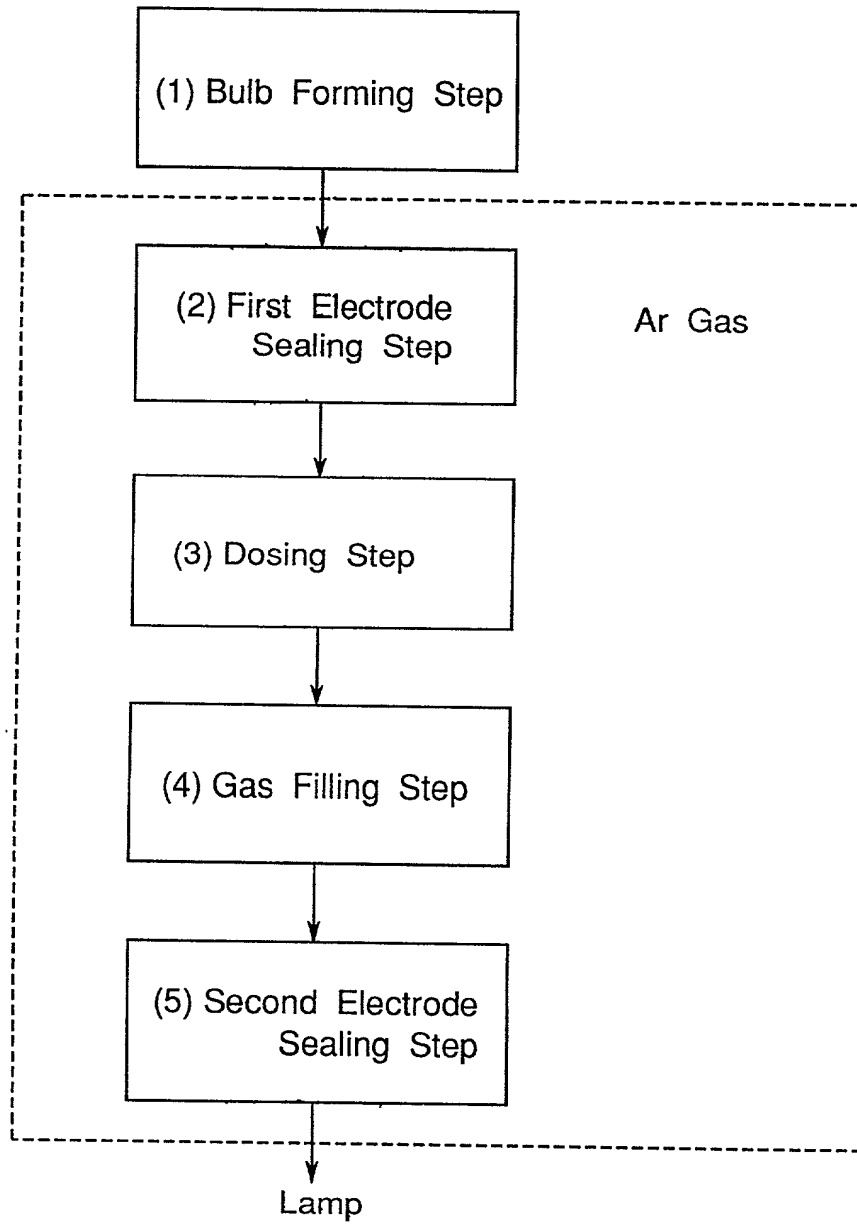 (1) Bulb Forming Step
(2) First Electrode
Sealing Step
Ar Gas
(3) Dosing Step
(4) Gas Filling Step
(5) Second Electrode
Sealing Step
Lamp